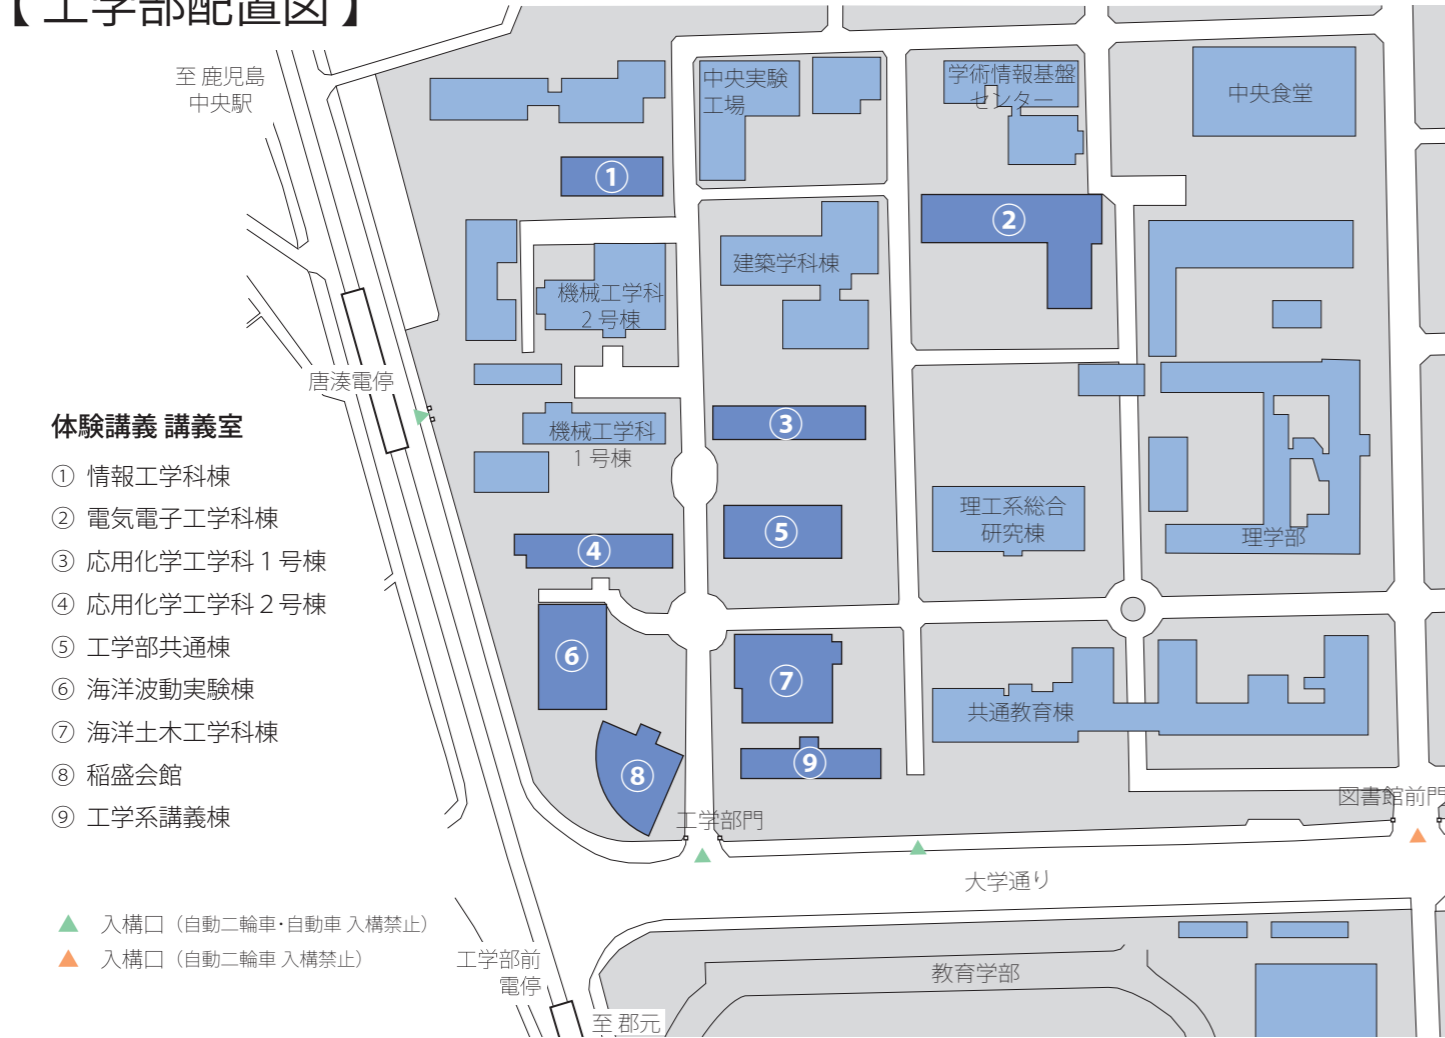 【 工学部配置図 】
至 鹿児島
中央駅
中央実験
工場
学術情報基盤
センター
中央食堂
①
②
建築学科棟
機械工学科
2 号棟
唐湊電停
体験講義 講義室
① 情報工学科棟
② 電気電子工学科棟
③ 応用化学工学科 1 号棟
④ 応用化学工学科 2 号棟
⑤ 工学部共通棟
⑥ 海洋波動実験棟
⑦ 海洋土木工学科棟
⑧ 稲盛会館
⑨ 工学系講義棟
機械工学科
1 号棟
③
④
⑤
理工系総合
研究棟
理学部
⑥
⑦
共通教育棟
⑧
⑨
工学部門
図書館前門
大学通り
▲ 入構口（自動二輪車･自動車 入構禁止）
▲ 入構口（自動二輪車 入構禁止）
工学部前
電停
教育学部
至 郡元